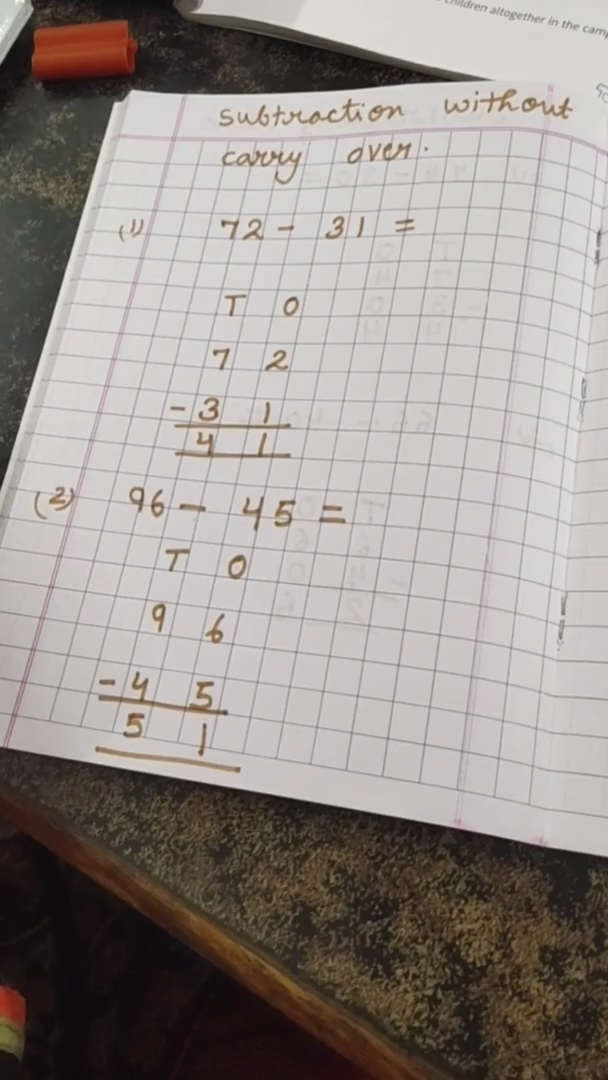 children altogether in the cam
subtraction without
carry over.
(1) 72 - 31 =
T O
7 2
- 3 1
4 1
(2) 96 - 45 =
T O
9 6
- 4 5
5 1